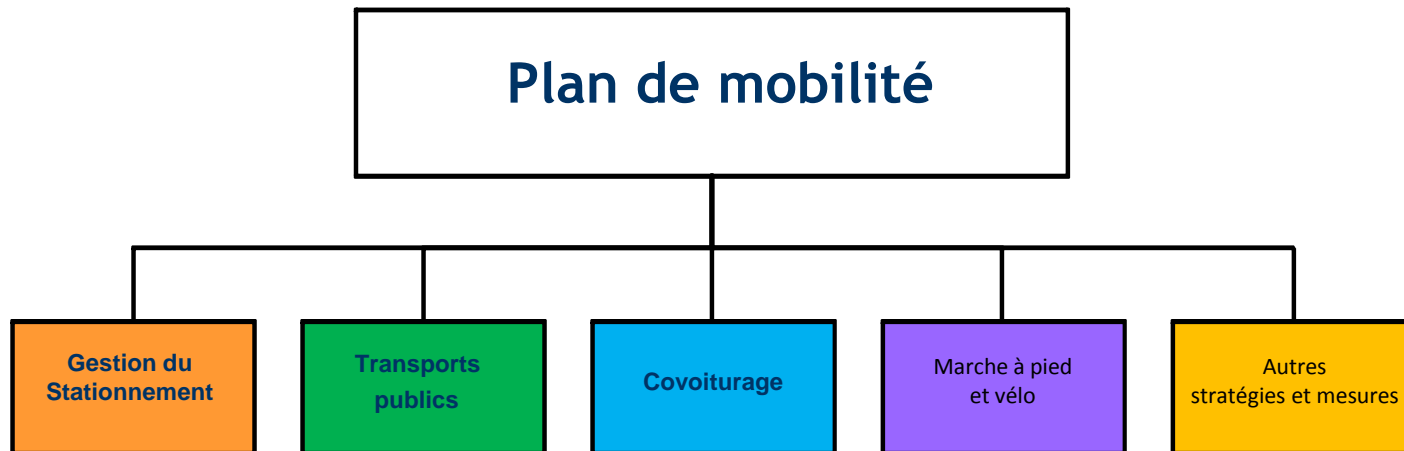 Plan de mobilité
Gestion du
Stationnement
Transports
publics
Covoiturage
Marche à pied
et vélo
Autres
stratégies et mesures